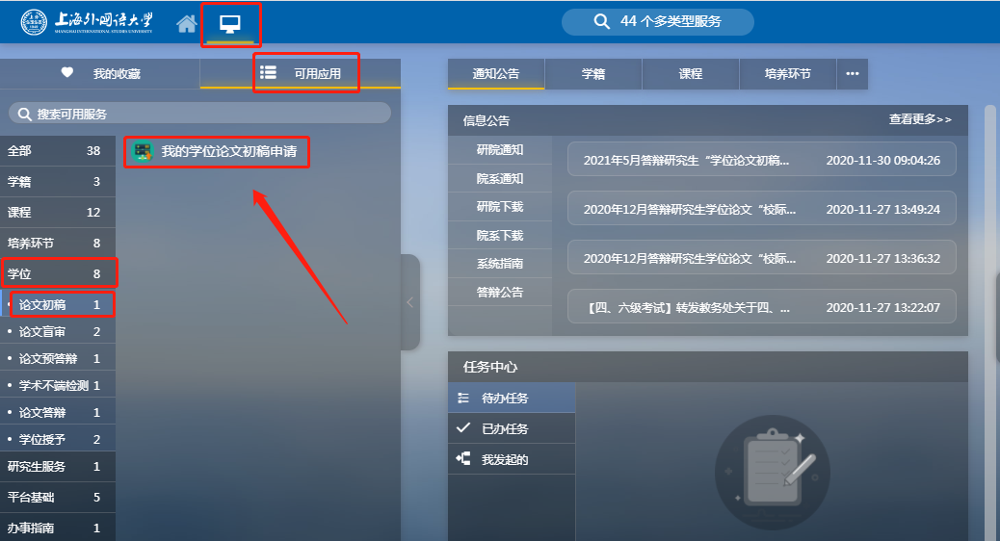 上海外国语大学
SHANGHAI INTERNATIONAL STUDIES UNIVERSITY
44 个多类型服务
我的收藏
可用应用
搜索可用服务
全部 38
学籍 3
课程 12
培养环节 8
学位 8
论文初稿 1
论文盲审 2
论文预答辩 1
学术不端检测 1
论文答辩 1
学位授予 2
研究生服务 1
平台基础 5
办事指南 1
我的学位论文初稿申请
通知公告 学籍 课程 培养环节 •••
信息公告 查看更多>>
研院通知
院系通知
研院下载
院系下载
系统指南
答辩公告
2021年5月答辩研究生“学位论文初稿... 2020-11-30 09:04:26
2020年12月答辩研究生学位论文“校际... 2020-11-27 13:49:24
2020年12月答辩研究生学位论文“校际... 2020-11-27 13:36:32
【四、六级考试】转发教务处关于四、... 2020-11-27 13:22:07
任务中心
待办任务
已办任务
我发起的